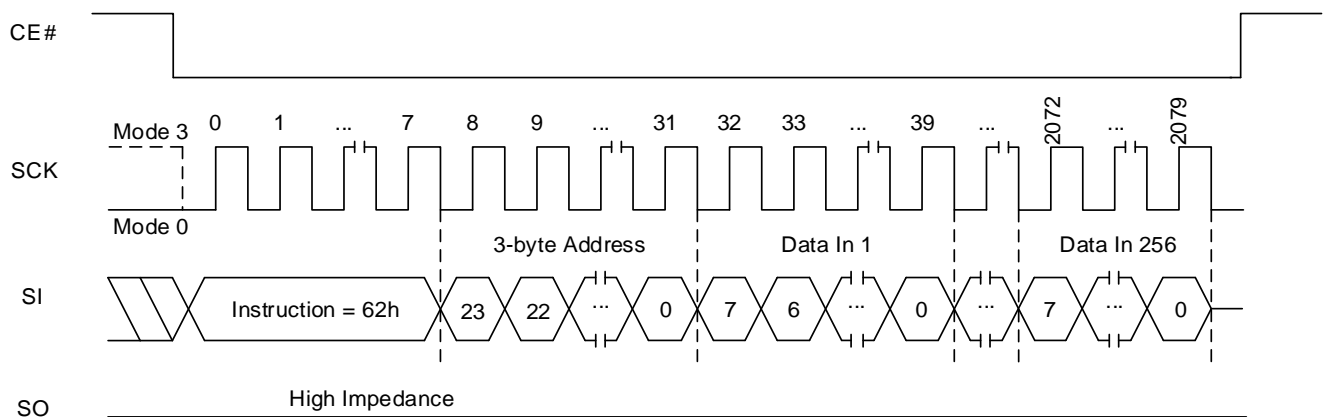 CE#
0 1 ... 7 8 9 ... 31 32 33 ... 39 ... 2072 ... 2079
Mode 3
SCK
Mode 0
3-byte Address Data In 1 Data In 256
SI Instruction = 62h 23 22 ... 0 7 6 ... 0 ... 7 ... 0
High Impedance
SO